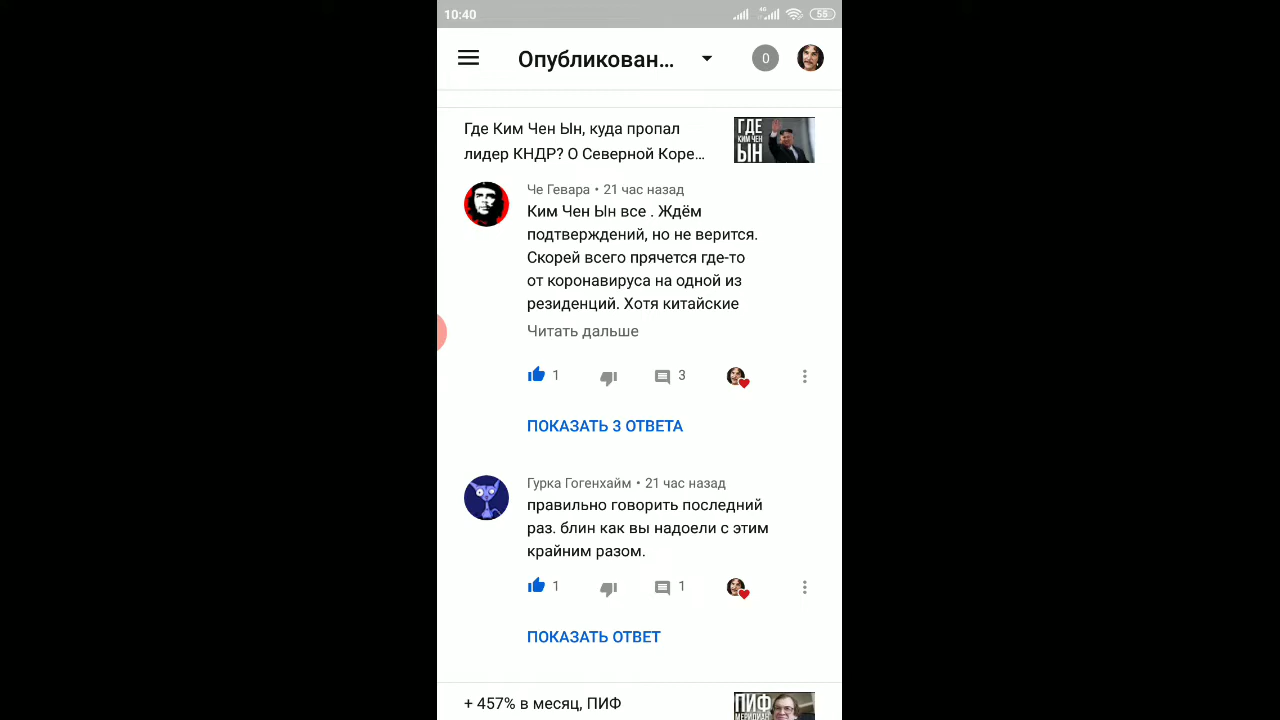 10:40
4G
55
Опубликован...
0
Где Ким Чен Ын, куда пропал
лидер КНДР? О Северной Коре...
ГДЕ
КИМ ЧЕН
ЫН
Че Гевара • 21 час назад
Ким Чен Ын все . Ждём
подтверждений, но не верится.
Скорей всего прячется где-то
от коронавируса на одной из
резиденций. Хотя китайские
Читать дальше
1
3
ПОКАЗАТЬ 3 ОТВЕТА
Гурка Гогенхайм • 21 час назад
правильно говорить последний
раз. блин как вы надоели с этим
крайним разом.
1
1
ПОКАЗАТЬ ОТВЕТ
+ 457% в месяц, ПИФ
ПИФ